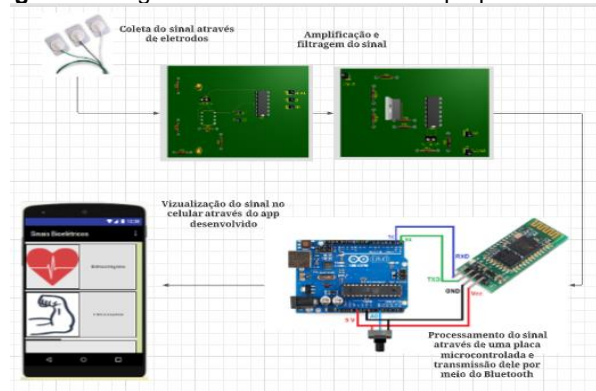 Coleta do sinal através
de eletrodos
Amplificação e
filtragem do sinal
Vizualização do sinal no
celular através do app
desenvolvido
Sinais Bioelétricos
RXD
TXD
GND
Vcc
5 V
Processamento do sinal
através de uma placa
microcontrolada e
transmissão dele por
meio do Bluetooth